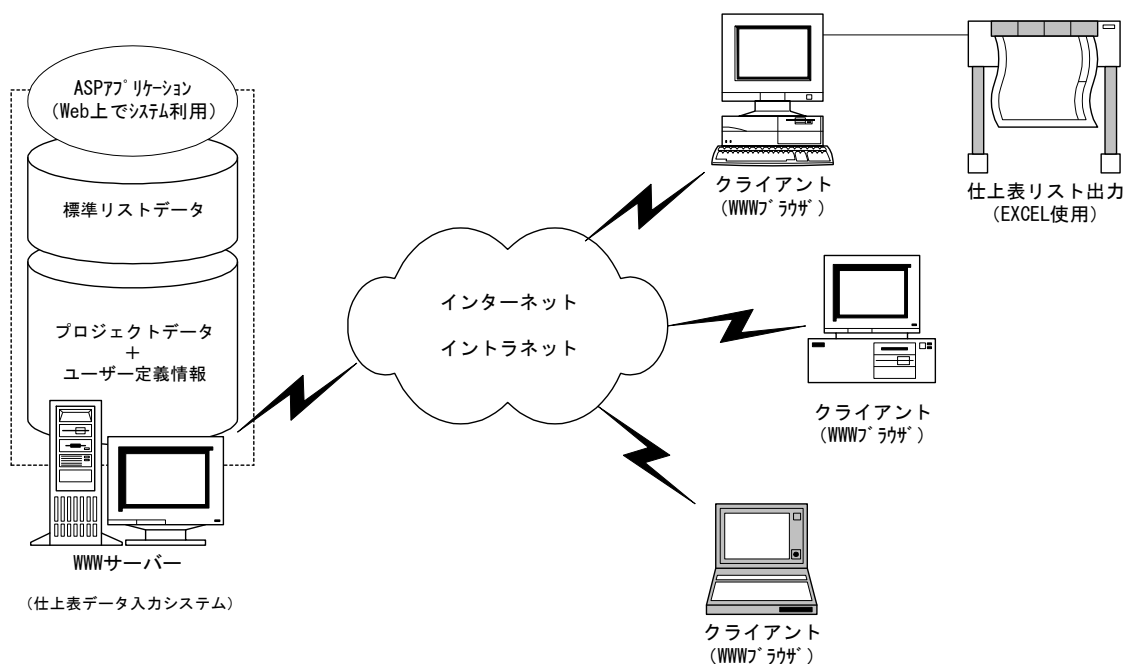 ASPｱﾌﾟﾘｹｰｼｮﾝ
(Web上でｼｽﾃﾑ利用)
標準リストデータ
プロジェクトデータ
＋
ユーザー定義情報
WWWサーバー
(仕上表データ入力システム)
インターネット
イントラネット
クライアント
(WWWﾌﾞﾗｳｻﾞ)
仕上表リスト出力
(EXCEL使用)
クライアント
(WWWﾌﾞﾗｳｻﾞ)
クライアント
(WWWﾌﾞﾗｳｻﾞ)